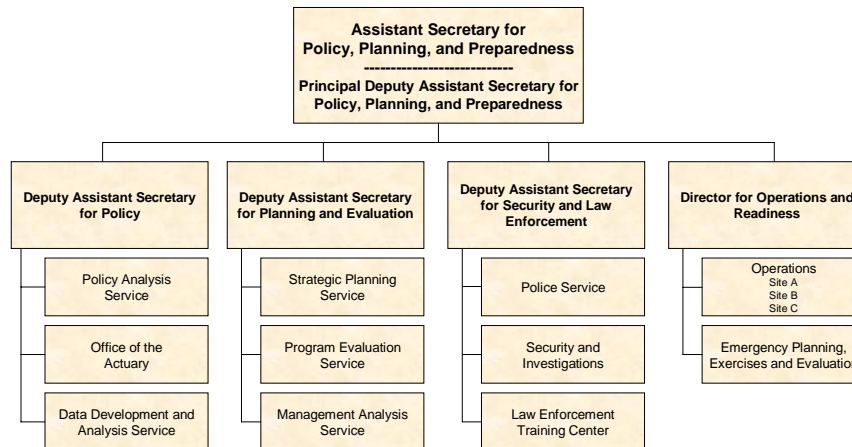 Assistant Secretary for
Policy, Planning, and Preparedness
----------------------------
Principal Deputy Assistant Secretary for
Policy, Planning, and Preparedness
Deputy Assistant Secretary
for Policy
Deputy Assistant Secretary
for Planning and Evaluation
Deputy Assistant Secretary
for Security and Law
Enforcement
Director for Operations and
Readiness
Policy Analysis
Service
Strategic Planning
Service
Police Service
Operations
Site A
Site B
Site C
Office of the
Actuary
Program Evaluation
Service
Security and
Investigations
Emergency Planning,
Exercises and Evaluation
Data Development and
Analysis Service
Management Analysis
Service
Law Enforcement
Training Center